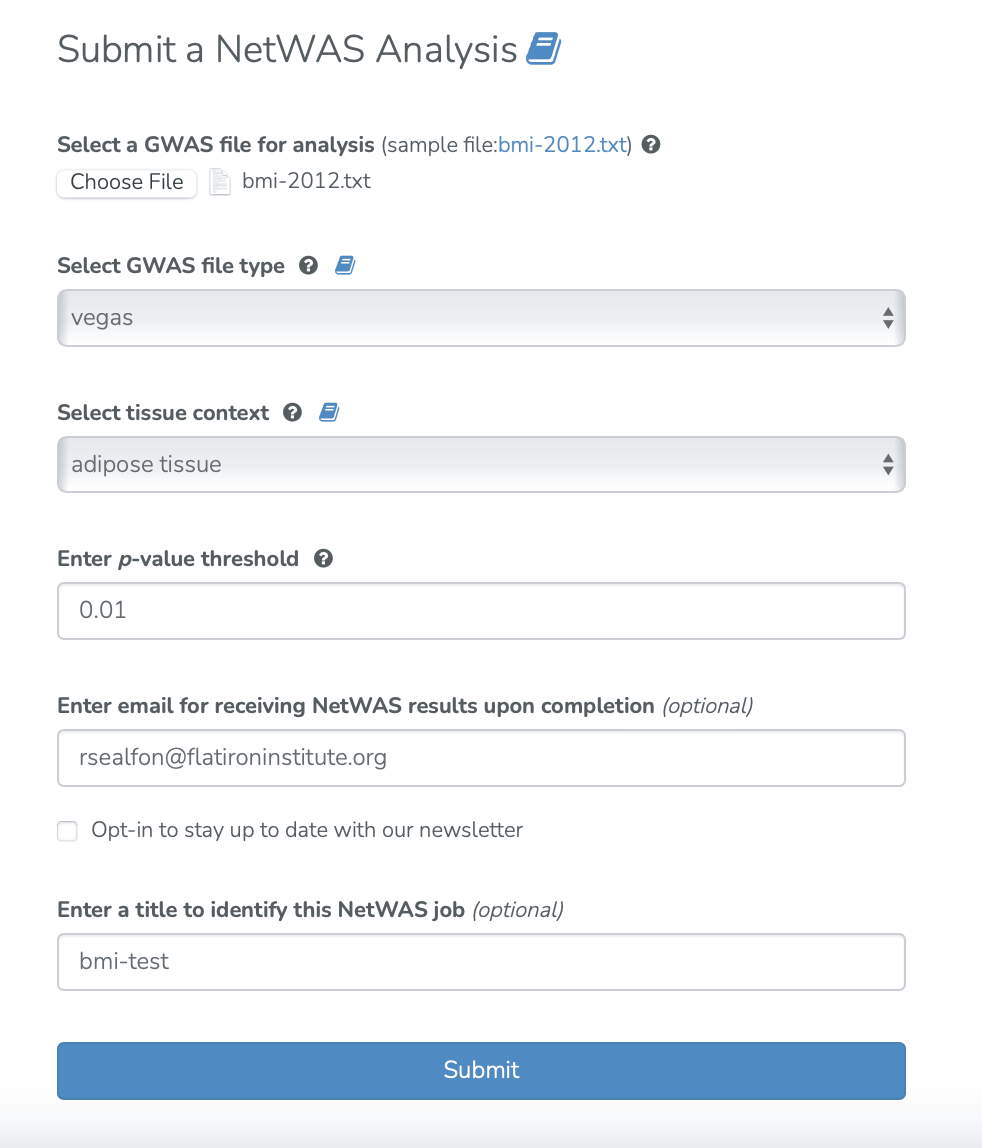 Submit a NetWAS Analysis
Select a GWAS file for analysis (sample file:bmi-2012.txt) ?
Choose File bmi-2012.txt
Select GWAS file type ?
vegas
Select tissue context ?
adipose tissue
Enter p-value threshold ?
0.01
Enter email for receiving NetWAS results upon completion (optional)
rsealfon@flatironinstitute.org
Opt-in to stay up to date with our newsletter
Enter a title to identify this NetWAS job (optional)
bmi-test
Submit